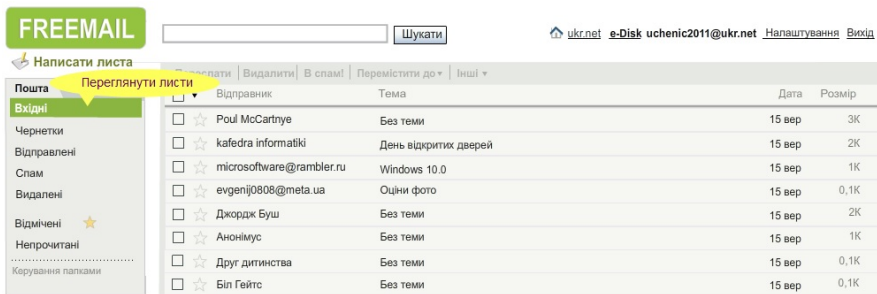 FREEMAIL
Шукати
ukr.net e-Disk uchenic2011@ukr.net Налаштування Вихід
Написати листа
Переслати Видалити В спам! Перемістити до ▾ Інші ▾
Переглянути листи
Пошта
Відправник Тема Дата Розмір
Вхідні
Чернетки
Відправлені
Спам
Видалені
Відмічені
Непрочитані
Керування папками
Poul McCartnye Без теми 15 вер 3K
kafedra informatiki День відкритих дверей 15 вер 2K
microsoftware@rambler.ru Windows 10.0 15 вер 1K
evgenij0808@meta.ua Оціни фото 15 вер 0,1K
Джордж Буш Без теми 15 вер 2K
Анонімус Без теми 15 вер 1K
Друг дитинства Без теми 15 вер 0,1K
Біл Гейтс Без теми 15 вер 0,1K